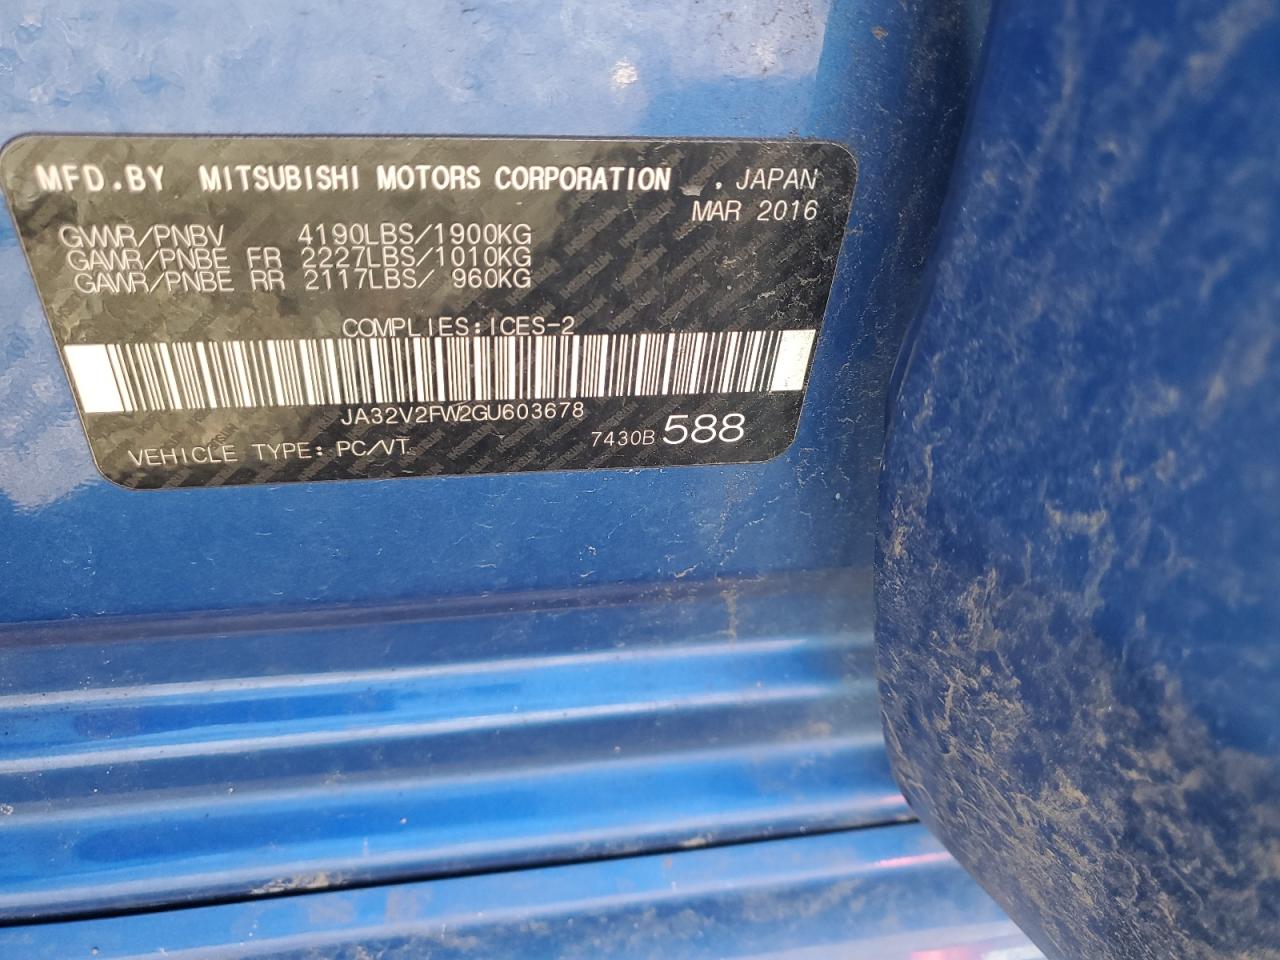 MFD.BY MITSUBISHI MOTORS CORPORATION . JAPAN
MAR 2016
GVWR/PNBV 4190LBS/1900KG
GAWR/PNBE FR 2227LBS/1010KG
GAWR/PNBE RR 2117LBS/ 960KG
COMPLIES:ICES-2
JA32V2FW2GU603678
VEHICLE TYPE: PC/VT 7430B 588